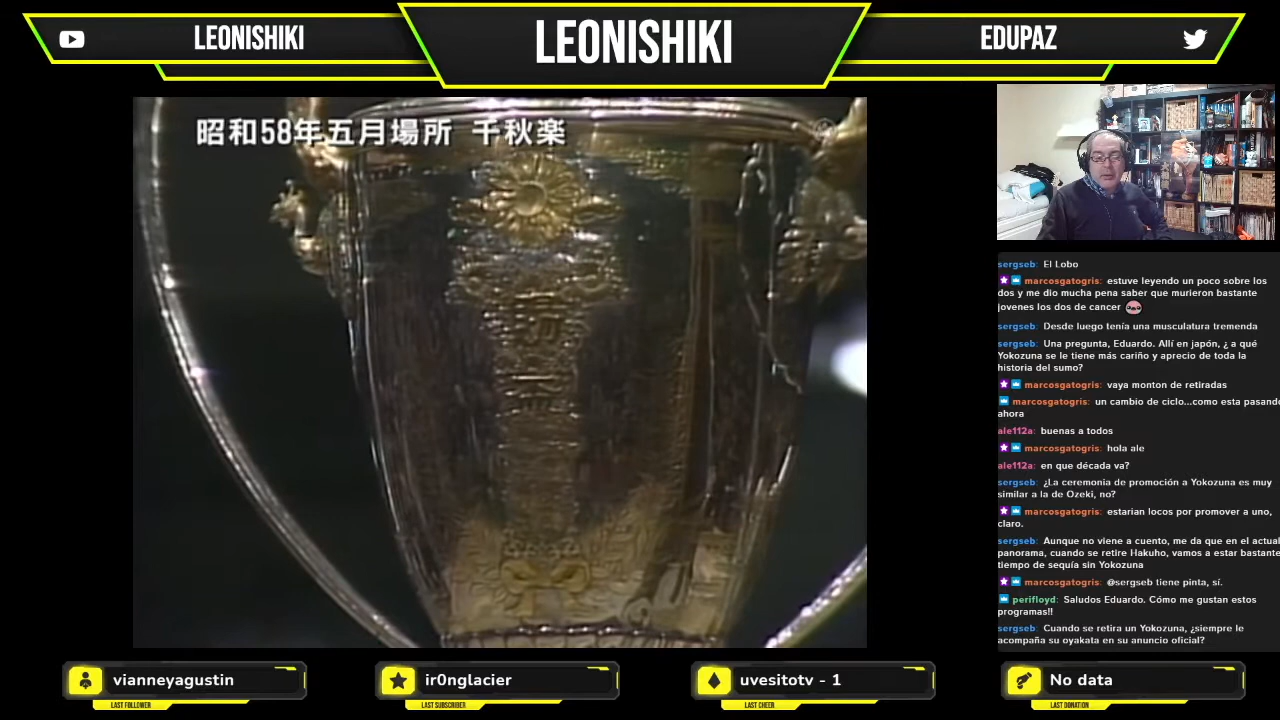 LEONISHIKI
LEONISHIKI
EDUPAZ
昭和58年五月場所 千秋楽
sergseb: El Lobo
marcosgatogris: estuve leyendo un poco sobre los
dos y me dio mucha pena saber que murieron bastante
jovenes los dos de cancer
sergseb: Desde luego tenía una musculatura tremenda
sergseb: Una pregunta, Eduardo. Allí en japón, ¿ a qué
Yokozuna se le tiene más cariño y aprecio de toda la
historia del sumo?
marcosgatogris: vaya monton de retiradas
marcosgatogris: un cambio de ciclo...como esta pasando
ahora
ale112a: buenas a todos
marcosgatogris: hola ale
ale112a: en que década va?
sergseb: ¿La ceremonia de promoción a Yokozuna es muy
similar a la de Ozeki, no?
marcosgatogris: estarian locos por promover a uno,
claro.
sergseb: Aunque no viene a cuento, me da que en el actual
panorama, cuando se retire Hakuho, vamos a estar bastante
tiempo de sequía sin Yokozuna
marcosgatogris: @sergseb tiene pinta, sí.
perifloyd: Saludos Eduardo. Cómo me gustan estos
programas!!
sergseb: Cuando se retira un Yokozuna, ¿siempre le
acompaña su oyakata en su anuncio oficial?
vianneyagustin
LAST FOLLOWER
ir0nglacier
LAST SUBSCRIBER
uvesitotv - 1
LAST CHEER
No data
LAST DONATION